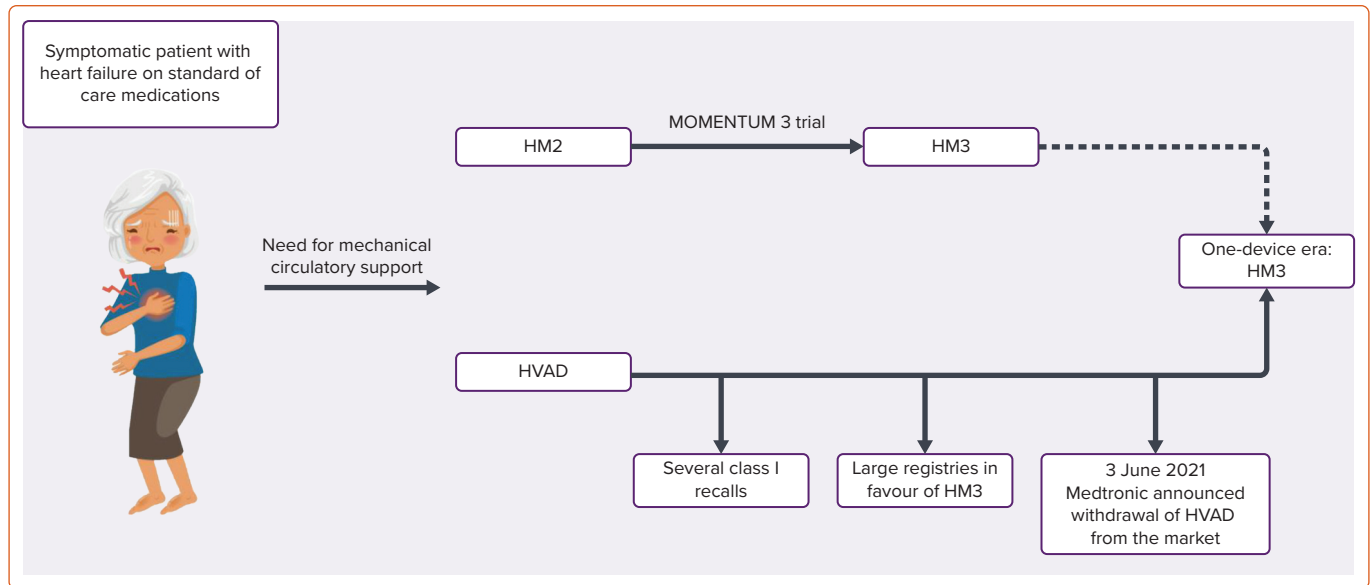 Symptomatic patient with
heart failure on standard of
care medications
Need for mechanical
circulatory support
HM2
MOMENTUM 3 trial
HM3
One-device era:
HM3
HVAD
Several class I
recalls
Large registries in
favour of HM3
3 June 2021
Medtronic announced
withdrawal of HVAD
from the market